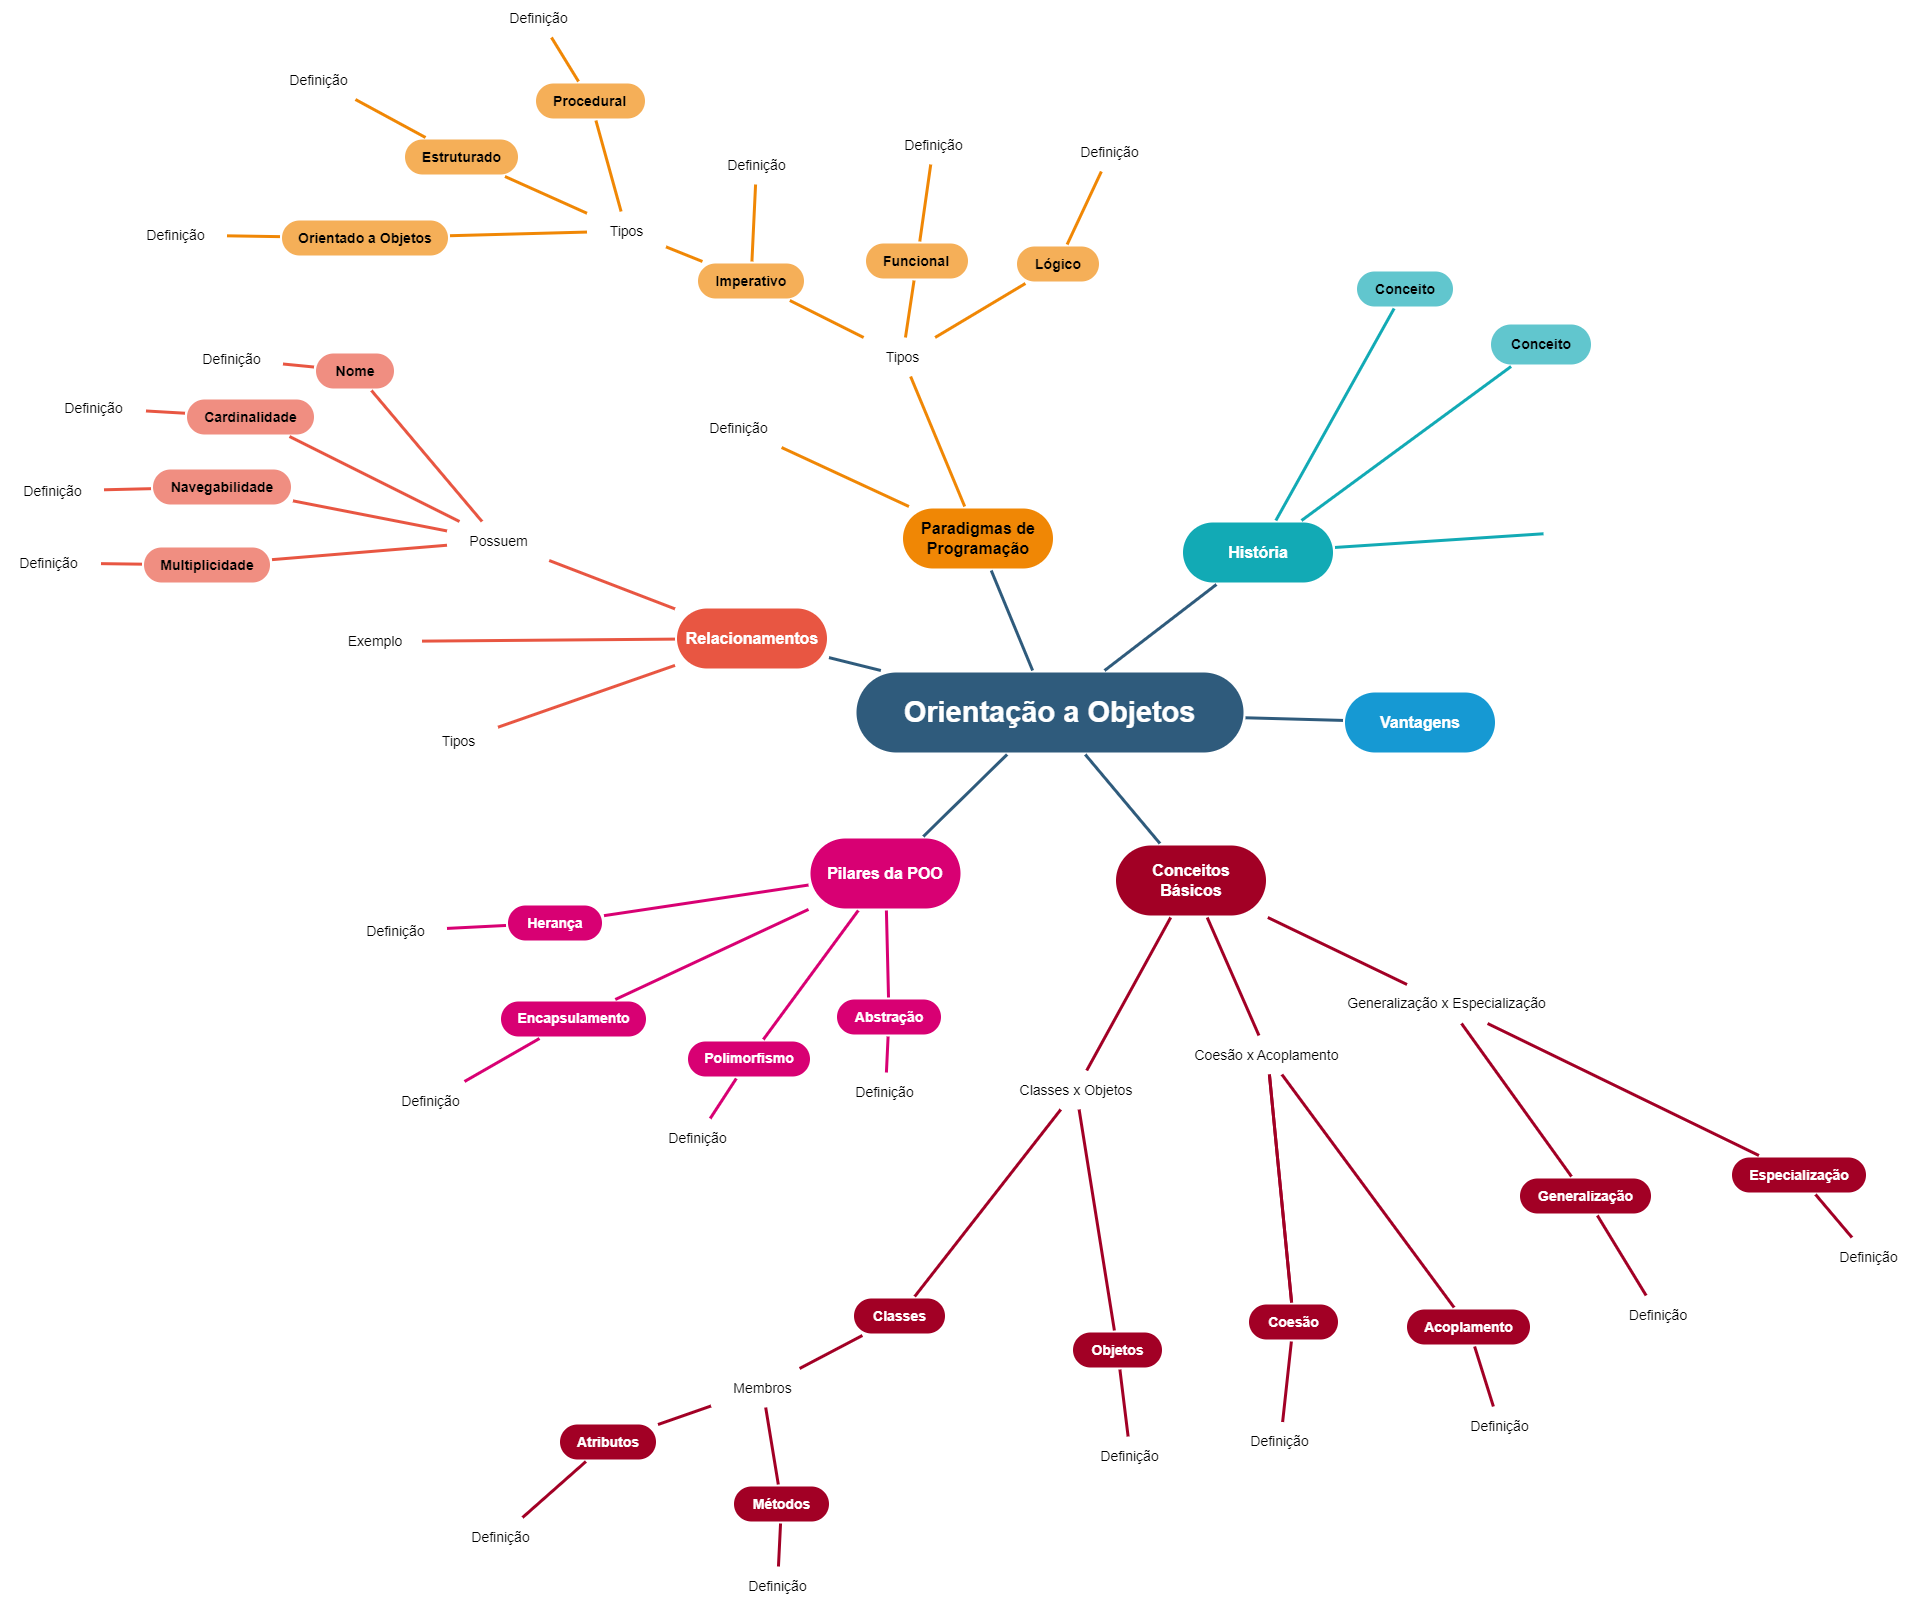 Definição
Definição
Procedural
Estruturado
Definição
Definição
Definição
Definição
Orientado a Objetos
Tipos
Imperativo
Funcional
Lógico
Tipos
Conceito
Conceito
Definição
Nome
Definição
Cardinalidade
Definição
Navegabilidade
Definição
Multiplicidade
Possuem
Definição
Paradigmas de
Programação
História
Exemplo
Relacionamentos
Tipos
Orientação a Objetos
Vantagens
Pilares da POO
Conceitos
Básicos
Definição
Herança
Encapsulamento
Definição
Polimorfismo
Definição
Abstração
Definição
Generalização x Especialização
Coesão x Acoplamento
Classes x Objetos
Especialização
Generalização
Definição
Definição
Classes
Objetos
Coesão
Acoplamento
Membros
Definição
Definição
Definição
Atributos
Métodos
Definição
Definição